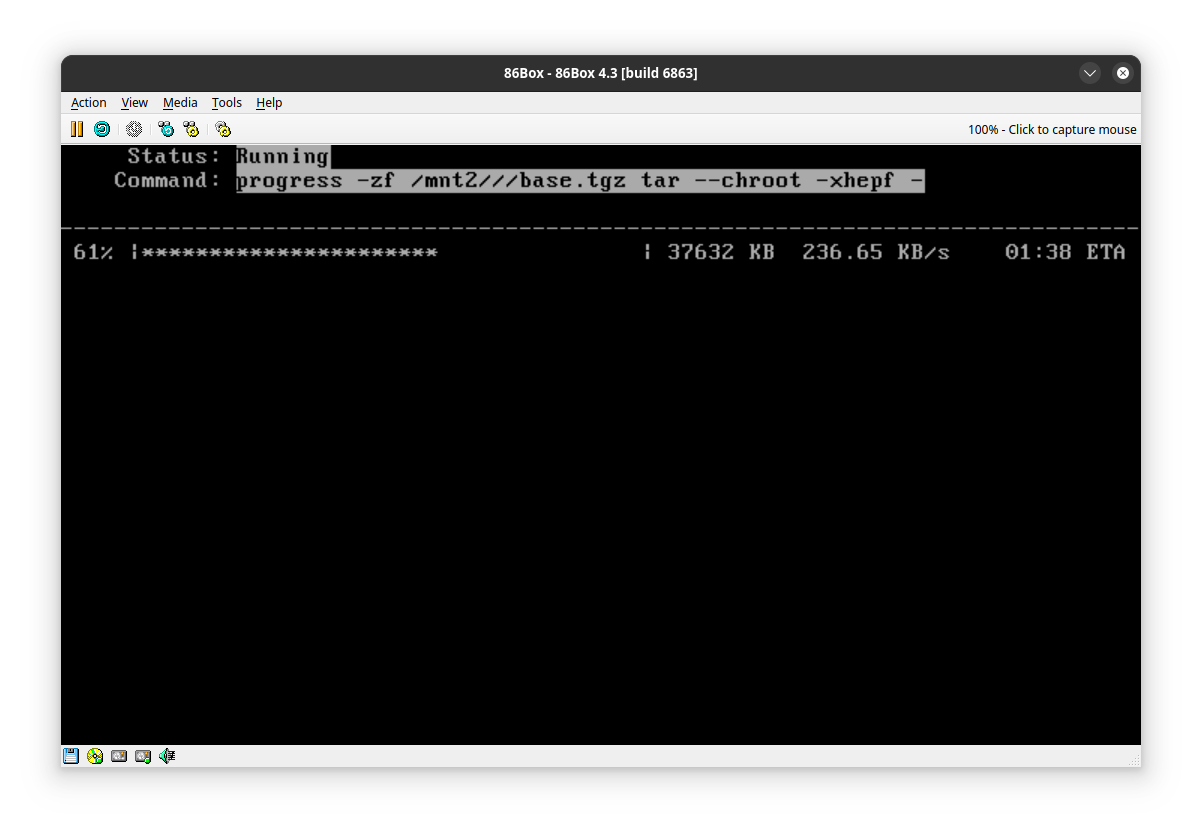 86Box - 86Box 4.3 [build 6863]
Action View Media Tools Help
100% - Click to capture mouse
Status: Running
Command: progress -zf /mnt2///base.tgz tar --chroot -xhepf -
--------------------------------------------------------------------------------
61% |********************** | 37632 KB 236.65 KB/s 01:38 ETA